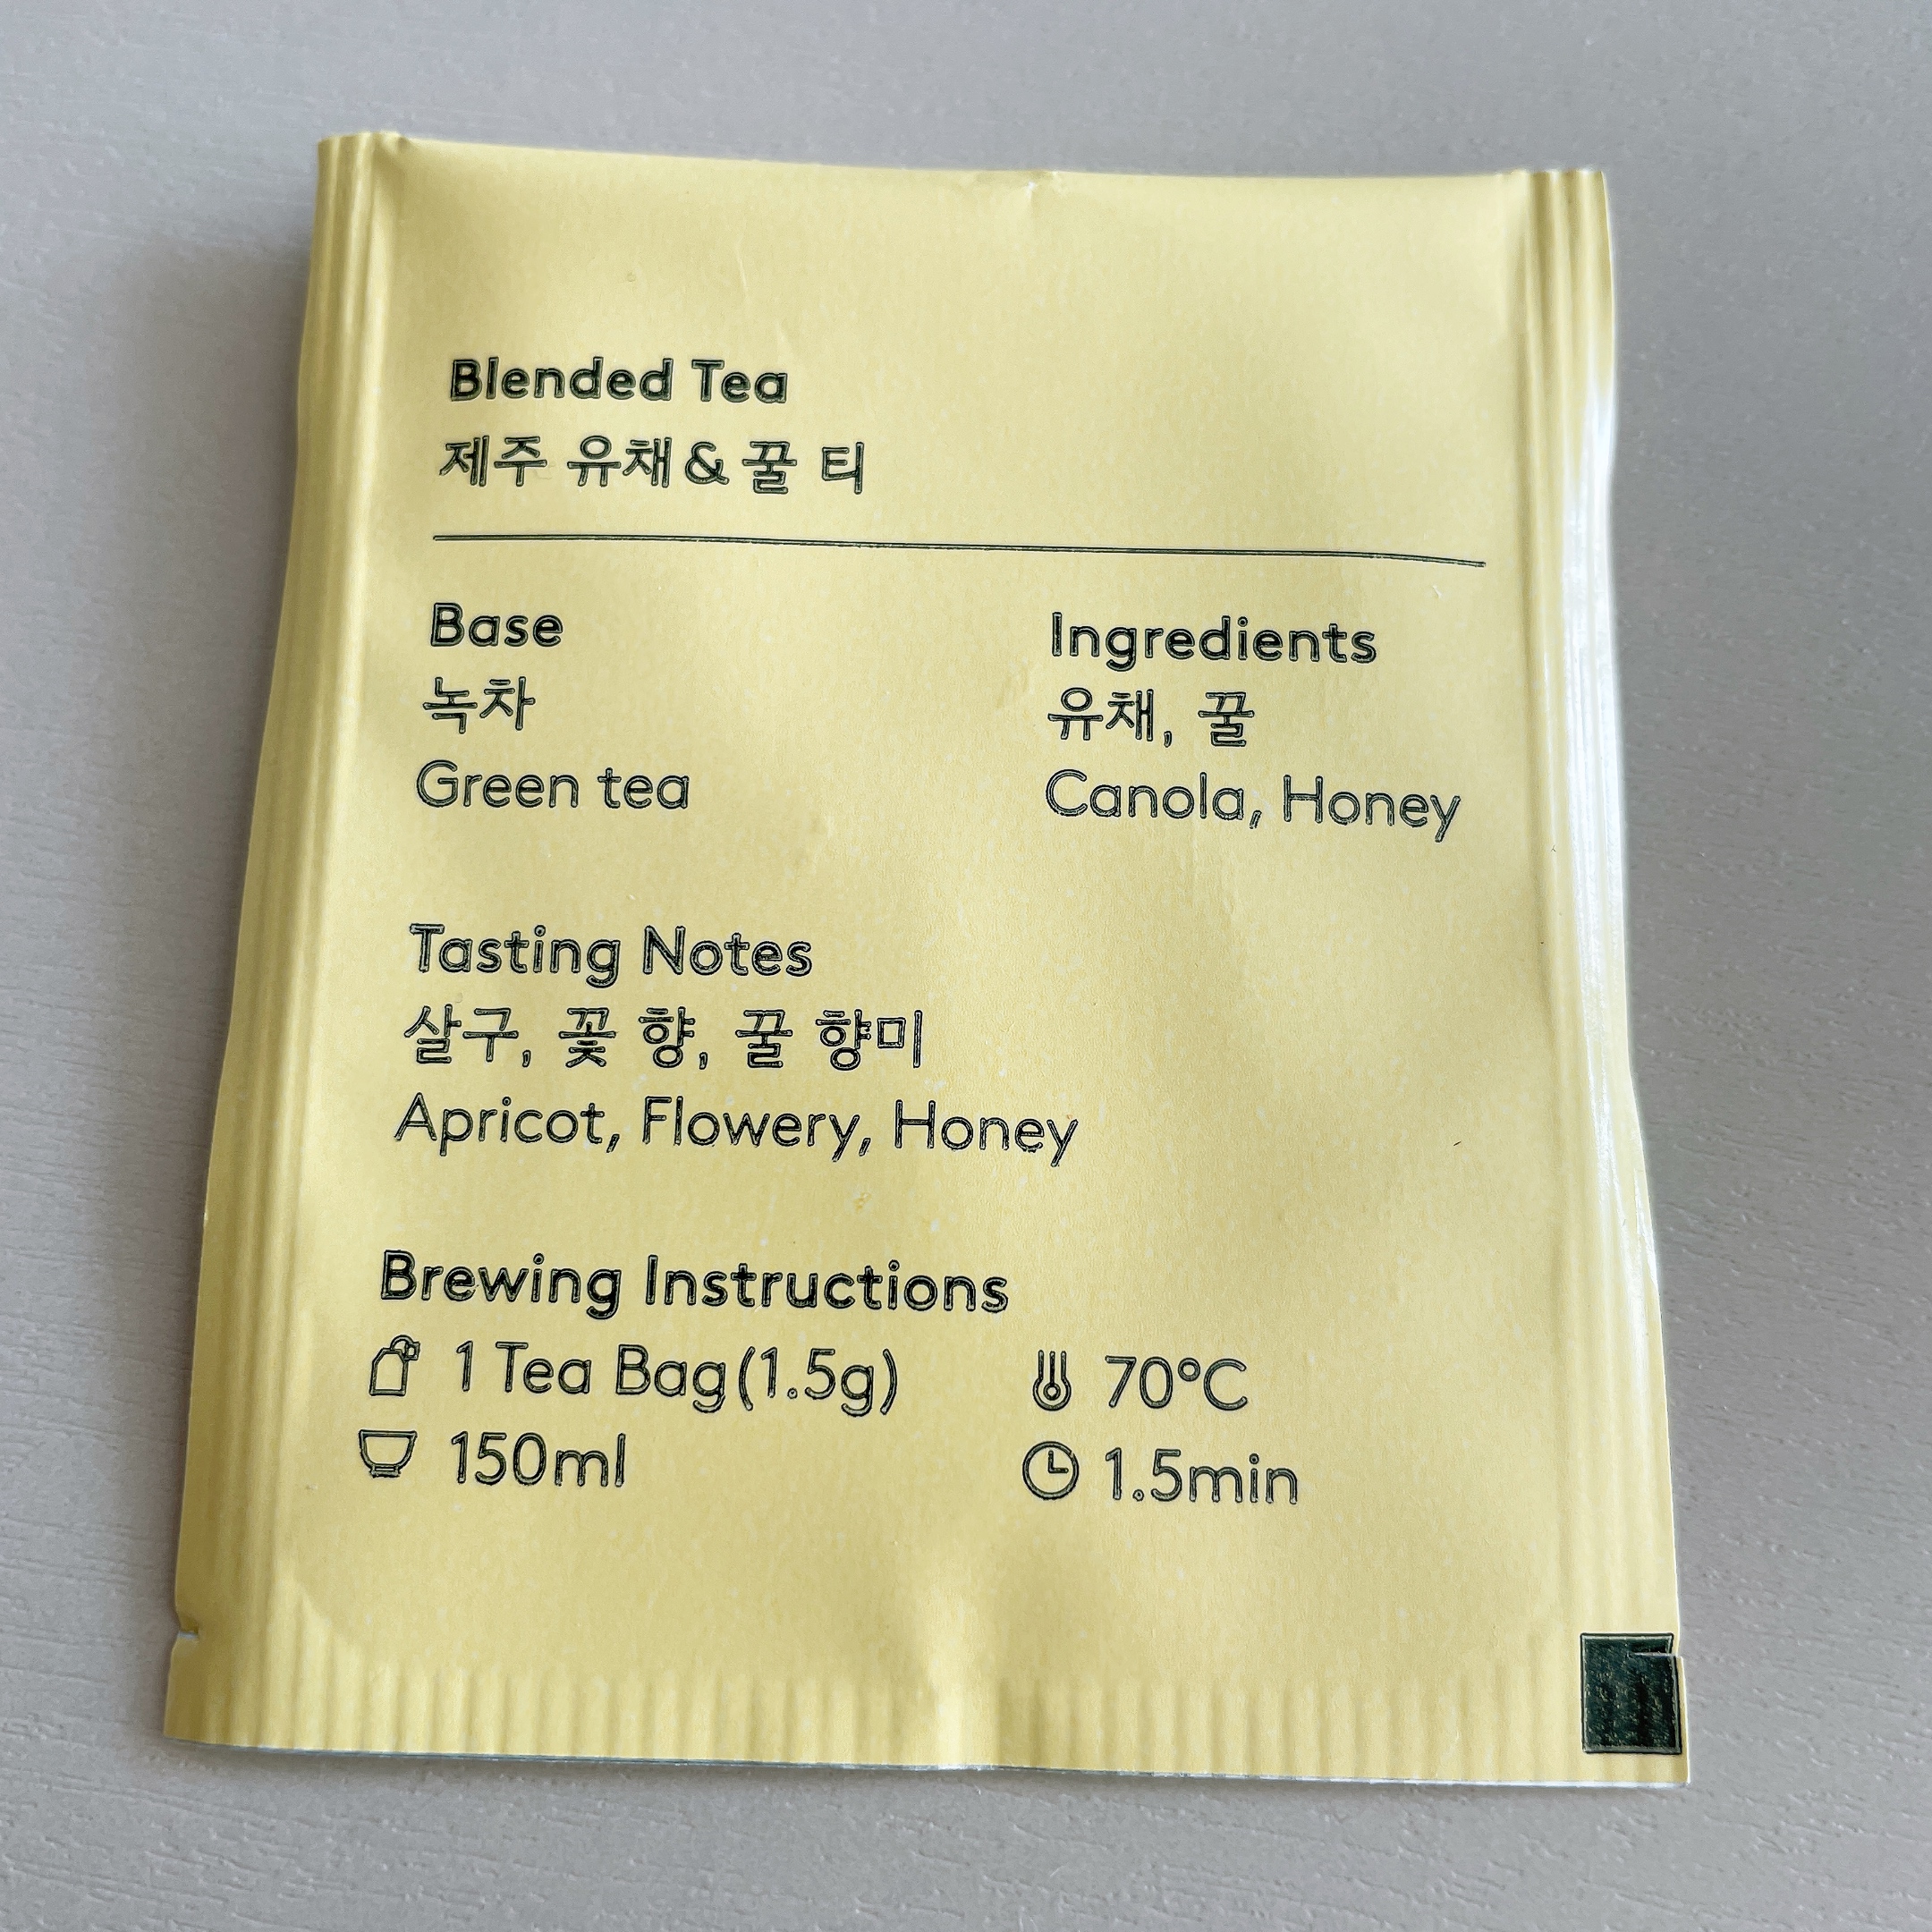 Blended Tea
제주 유채&꿀 티
Base
녹차
Green tea
Ingredients
유채, 꿀
Canola, Honey
Tasting Notes
살구, 꽃 향, 꿀 향미
Apricot, Flowery, Honey
Brewing Instructions
1 Tea Bag(1.5g)
70°C
150ml
1.5min